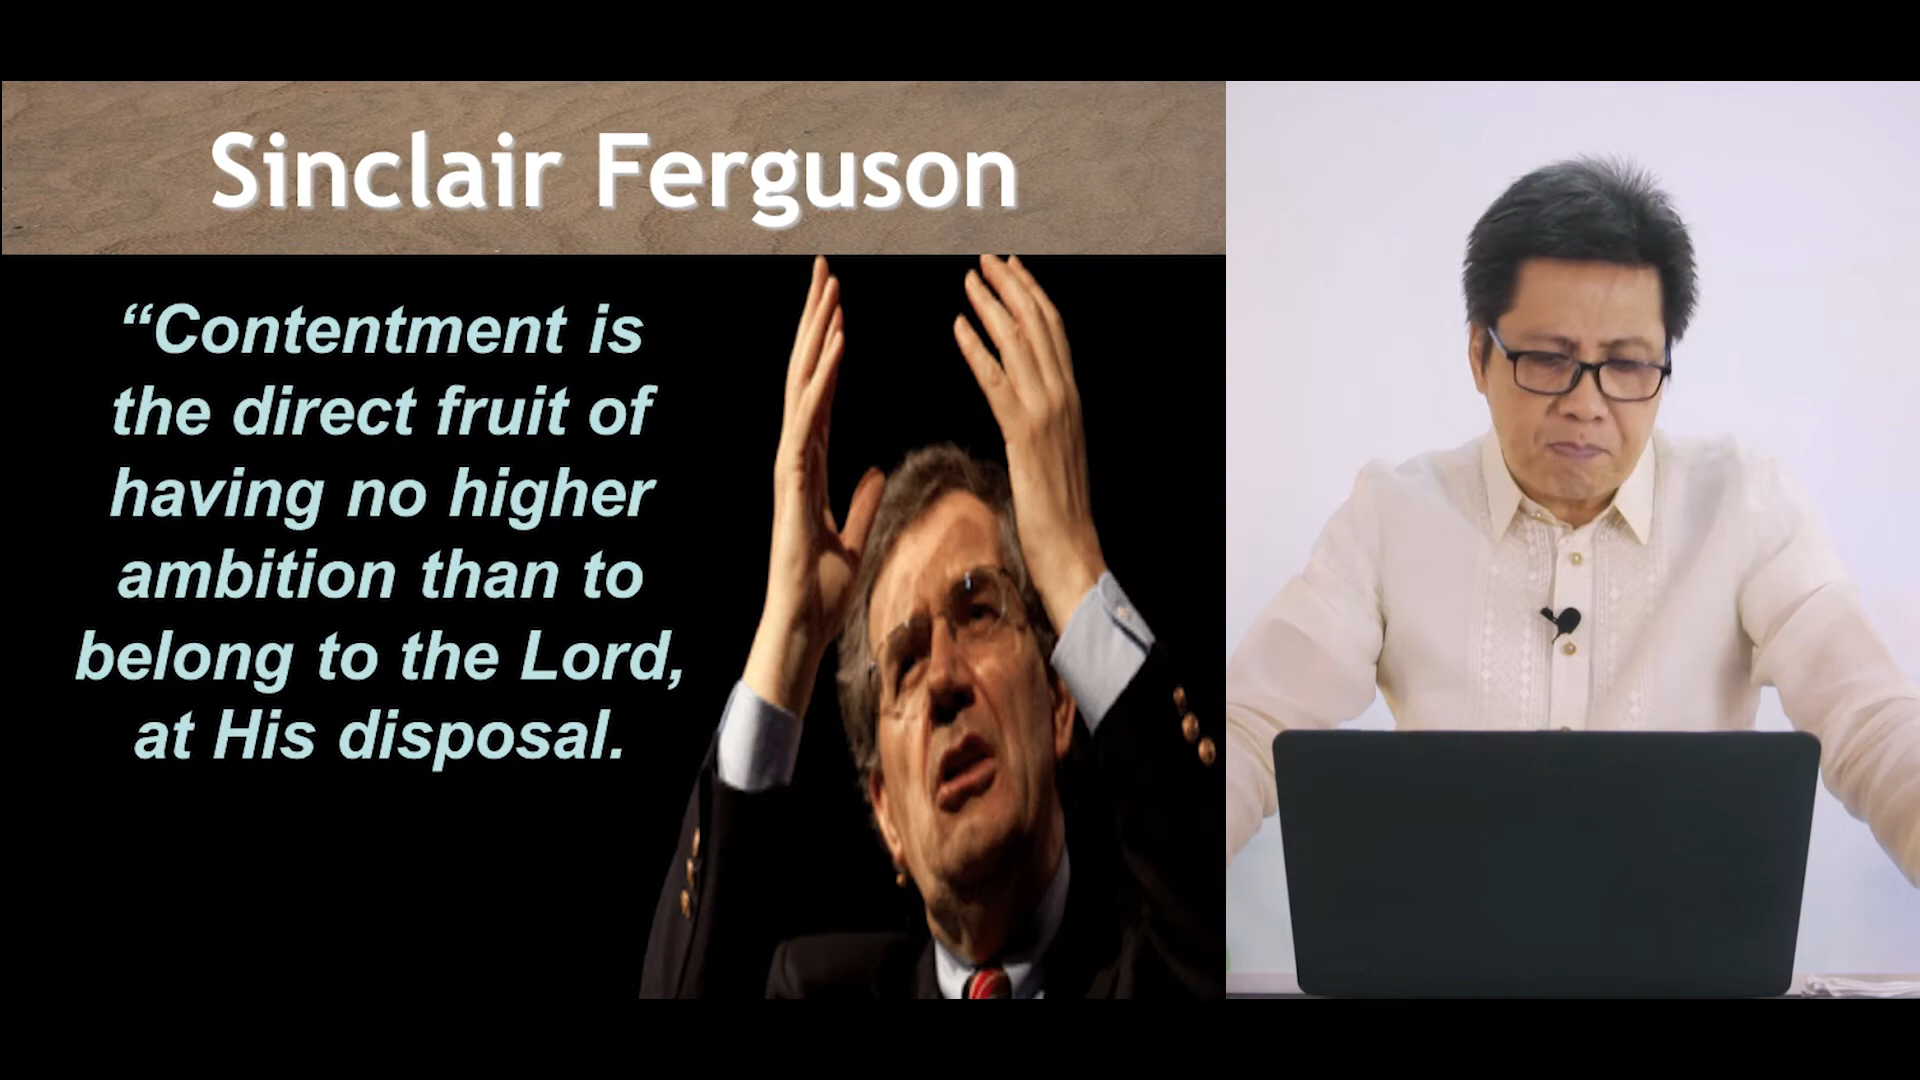 Sinclair Ferguson
“Contentment is
the direct fruit of
having no higher
ambition than to
belong to the Lord,
at His disposal.